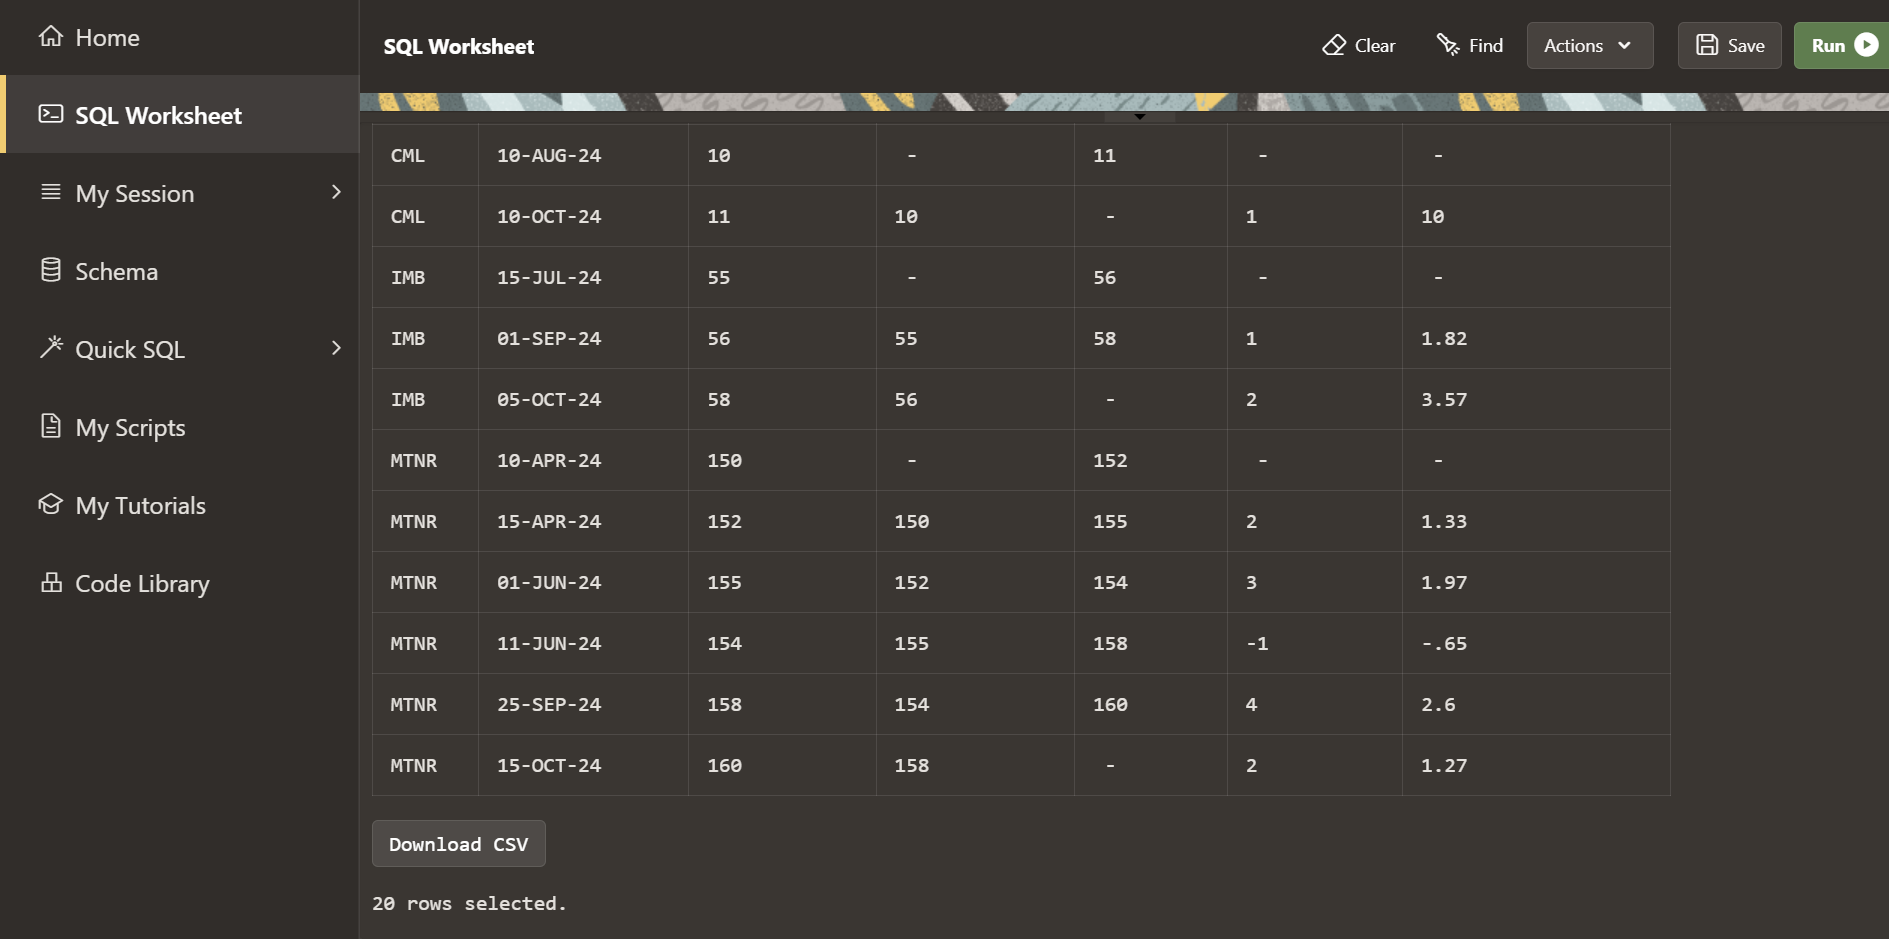 Home
SQL Worksheet
My Session
Schema
Quick SQL
My Scripts
My Tutorials
Code Library
SQL Worksheet Clear Find Actions Save Run
CML 10-AUG-24 10 - 11 - -
CML 10-OCT-24 11 10 - 1 10
IMB 15-JUL-24 55 - 56 - -
IMB 01-SEP-24 56 55 58 1 1.82
IMB 05-OCT-24 58 56 - 2 3.57
MTNR 10-APR-24 150 - 152 - -
MTNR 15-APR-24 152 150 155 2 1.33
MTNR 01-JUN-24 155 152 154 3 1.97
MTNR 11-JUN-24 154 155 158 -1 -.65
MTNR 25-SEP-24 158 154 160 4 2.6
MTNR 15-OCT-24 160 158 - 2 1.27
Download CSV
20 rows selected.